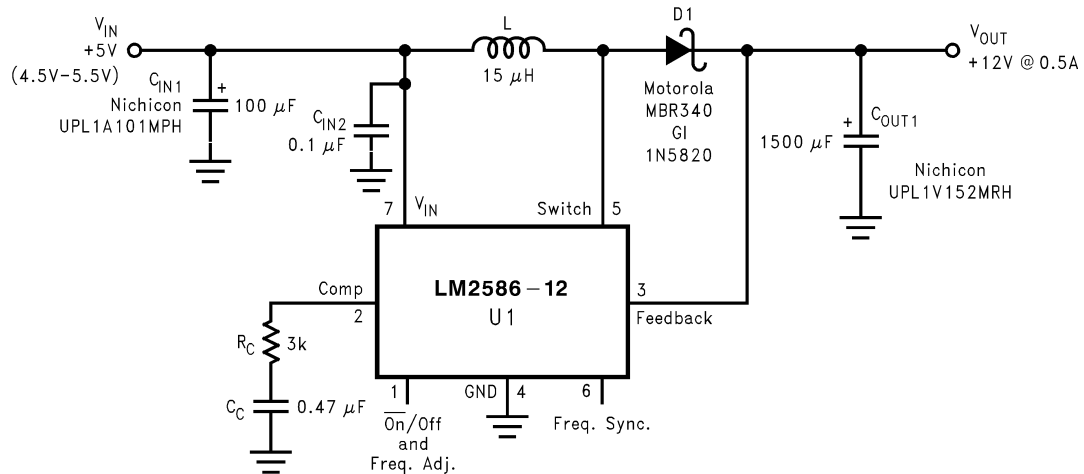 V_IN
+5V
(4.5V–5.5V)
C_IN1
Nichicon
UPL1A101MPH
+
100 μF
C_IN2
0.1 μF
L
15 μH
D1
Motorola
MBR340
GI
1N5820
V_OUT
+12V @ 0.5A
+
C_OUT1
1500 μF
Nichicon
UPL1V152MRH
7
V_IN
Switch
5
Comp
2
LM2586–12
U1
3
Feedback
R_C
3k
C_C
0.47 μF
1
GND
4
6
O̅n̅/Off
and
Freq. Adj.
Freq. Sync.